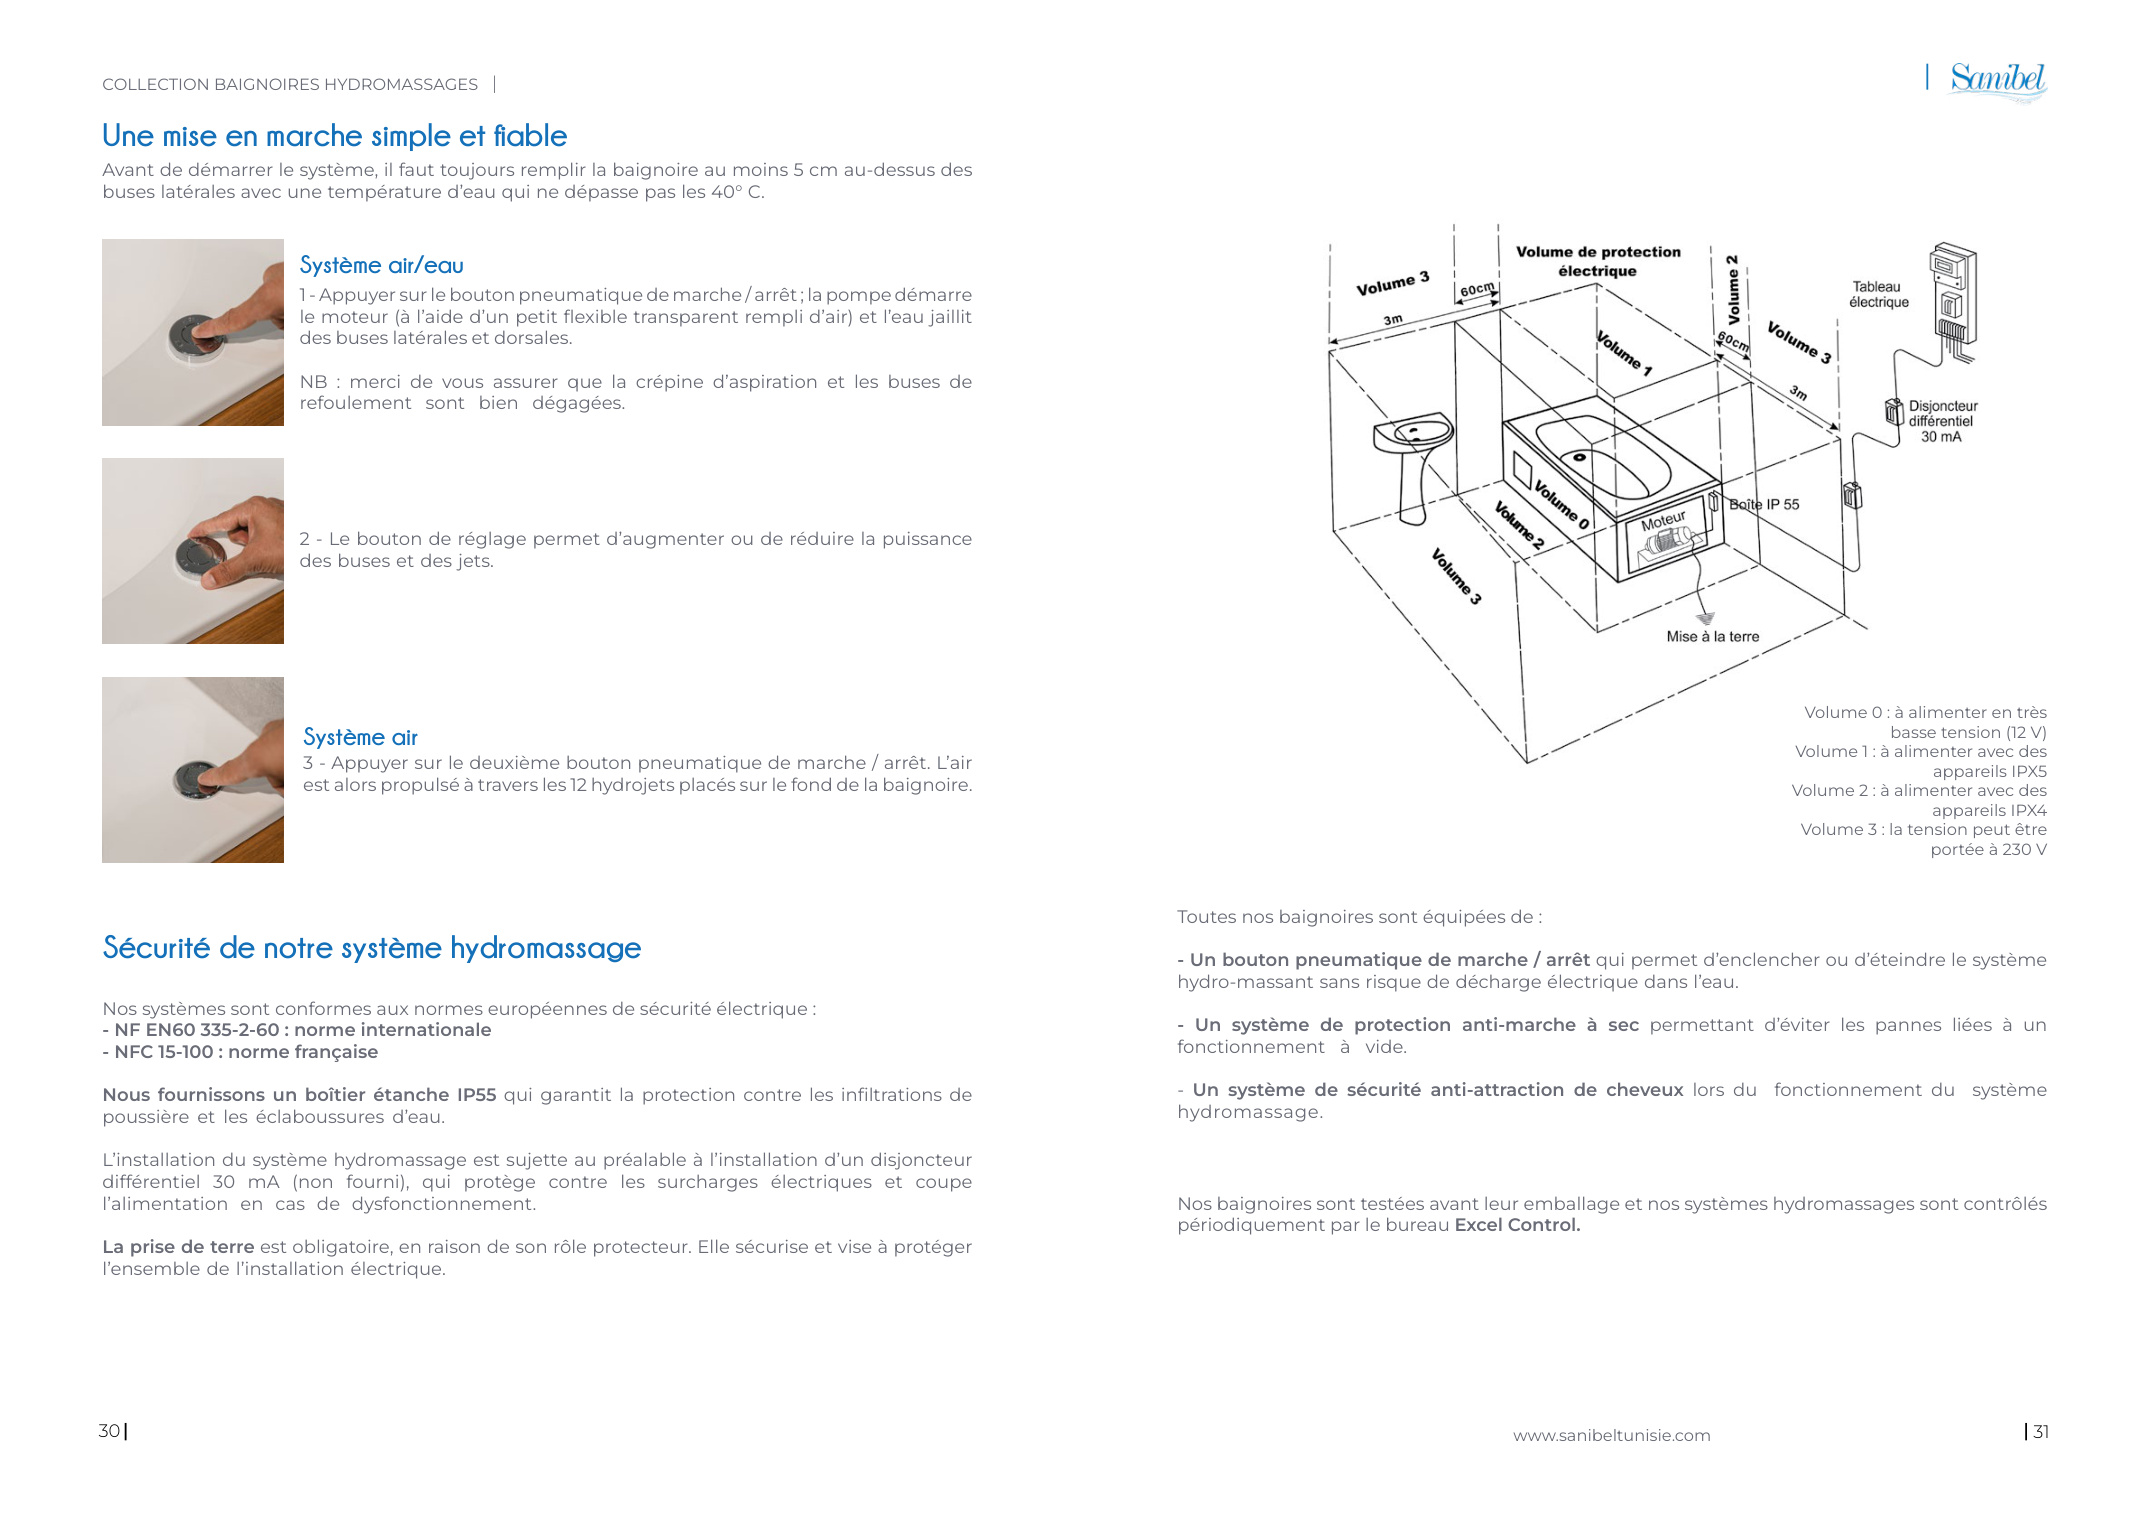 COLLECTION BAIGNOIRES HYDROMASSAGES |
Une mise en marche simple et fiable
Avant de démarrer le système, il faut toujours remplir la baignoire au moins 5 cm au-dessus des
buses latérales avec une température d'eau qui ne dépasse pas les 40° C.
Système air/eau
1 - Appuyer sur le bouton pneumatique de marche / arrêt ; la pompe démarre
le moteur (à l'aide d'un petit flexible transparent rempli d'air) et l'eau jaillit
des buses latérales et dorsales.
NB : merci de vous assurer que la crépine d'aspiration et les buses de
refoulement sont bien dégagées.
2 - Le bouton de réglage permet d'augmenter ou de réduire la puissance
des buses et des jets.
Système air
3 - Appuyer sur le deuxième bouton pneumatique de marche / arrêt. L'air
est alors propulsé à travers les 12 hydrojets placés sur le fond de la baignoire.
Sécurité de notre système hydromassage
Nos systèmes sont conformes aux normes européennes de sécurité électrique :
- NF EN60 335-2-60 : norme internationale
- NFC 15-100 : norme française
Nous fournissons un boîtier étanche IP55 qui garantit la protection contre les infiltrations de
poussière et les éclaboussures d'eau.
L'installation du système hydromassage est sujette au préalable à l'installation d'un disjoncteur
différentiel 30 mA (non fourni), qui protège contre les surcharges électriques et coupe
l'alimentation en cas de dysfonctionnement.
La prise de terre est obligatoire, en raison de son rôle protecteur. Elle sécurise et vise à protéger
l'ensemble de l'installation électrique.
30 |
| Sanibel
Volume de protection
électrique
Volume 3
60cm
3m
Volume 2
Volume 1
60cm
Volume 3
3m
Tableau
électrique
Disjoncteur
différentiel
30 mA
Boîte IP 55
Moteur
Volume 0
Volume 2
Volume 3
Mise à la terre
Volume 0 : à alimenter en très
basse tension (12 V)
Volume 1 : à alimenter avec des
appareils IPX5
Volume 2 : à alimenter avec des
appareils IPX4
Volume 3 : la tension peut être
portée à 230 V
Toutes nos baignoires sont équipées de :
- Un bouton pneumatique de marche / arrêt qui permet d'enclencher ou d'éteindre le système
hydro-massant sans risque de décharge électrique dans l'eau.
- Un système de protection anti-marche à sec permettant d'éviter les pannes liées à un
fonctionnement à vide.
- Un système de sécurité anti-attraction de cheveux lors du fonctionnement du système
hydromassage.
Nos baignoires sont testées avant leur emballage et nos systèmes hydromassages sont contrôlés
périodiquement par le bureau Excel Control.
www.sanibeltunisie.com
| 31